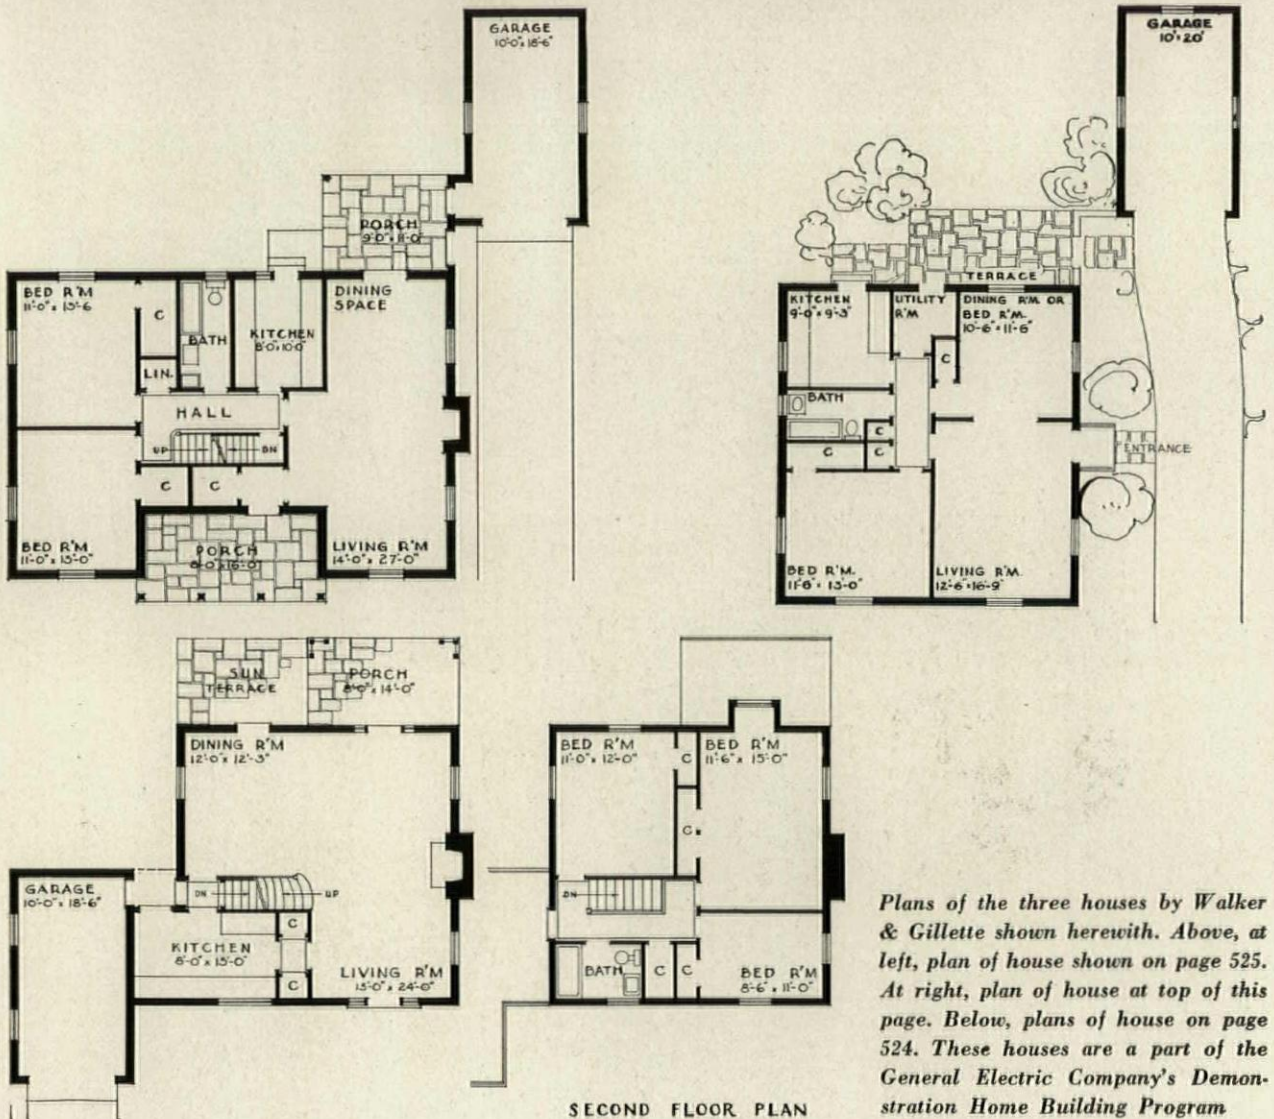 GARAGE
10'-0" x 18'-6"
PORCH
9'-0" x 11'-0"
BED R'M
11'-0" x 13'-6
C
LIN.
BATH
KITCHEN
8'-0" x 10'-0"
DINING
SPACE
HALL
UP
DN
C
C
BED R'M
11'-0" x 13'-0"
PORCH
8'-0" x 16'-0"
LIVING R'M
14'-0" x 27'-0"
GARAGE
10' x 20'
TERRACE
KITCHEN
9'-0" x 9'-3"
UTILITY
R'M
DINING R'M OR
BED R'M.
10'-6" x 11'-6"
C
BATH
C
C
C
ENTRANCE
BED R'M.
LIVING R'M.
12'-6" x 16'-9"
SUN
TERRACE
PORCH
8'-0" x 14'-0"
DINING R'M
12'-0" x 12'-3"
GARAGE
10'-0" x 18'-6"
DN
UP
C
KITCHEN
8'-0" x 13'-0"
C
LIVING R'M
13'-0" x 24'-0"
BED R'M
11'-0" x 12'-0"
C
BED R'M
11'-6" x 15'-0"
C
DN
BATH
C
C
BED R'M
8'-6" x 11'-0"
SECOND FLOOR PLAN
Plans of the three houses by Walker
& Gillette shown herewith. Above, at
left, plan of house shown on page 525.
At right, plan of house at top of this
page. Below, plans of house on page
524. These houses are a part of the
General Electric Company's Demon-
stration Home Building Program